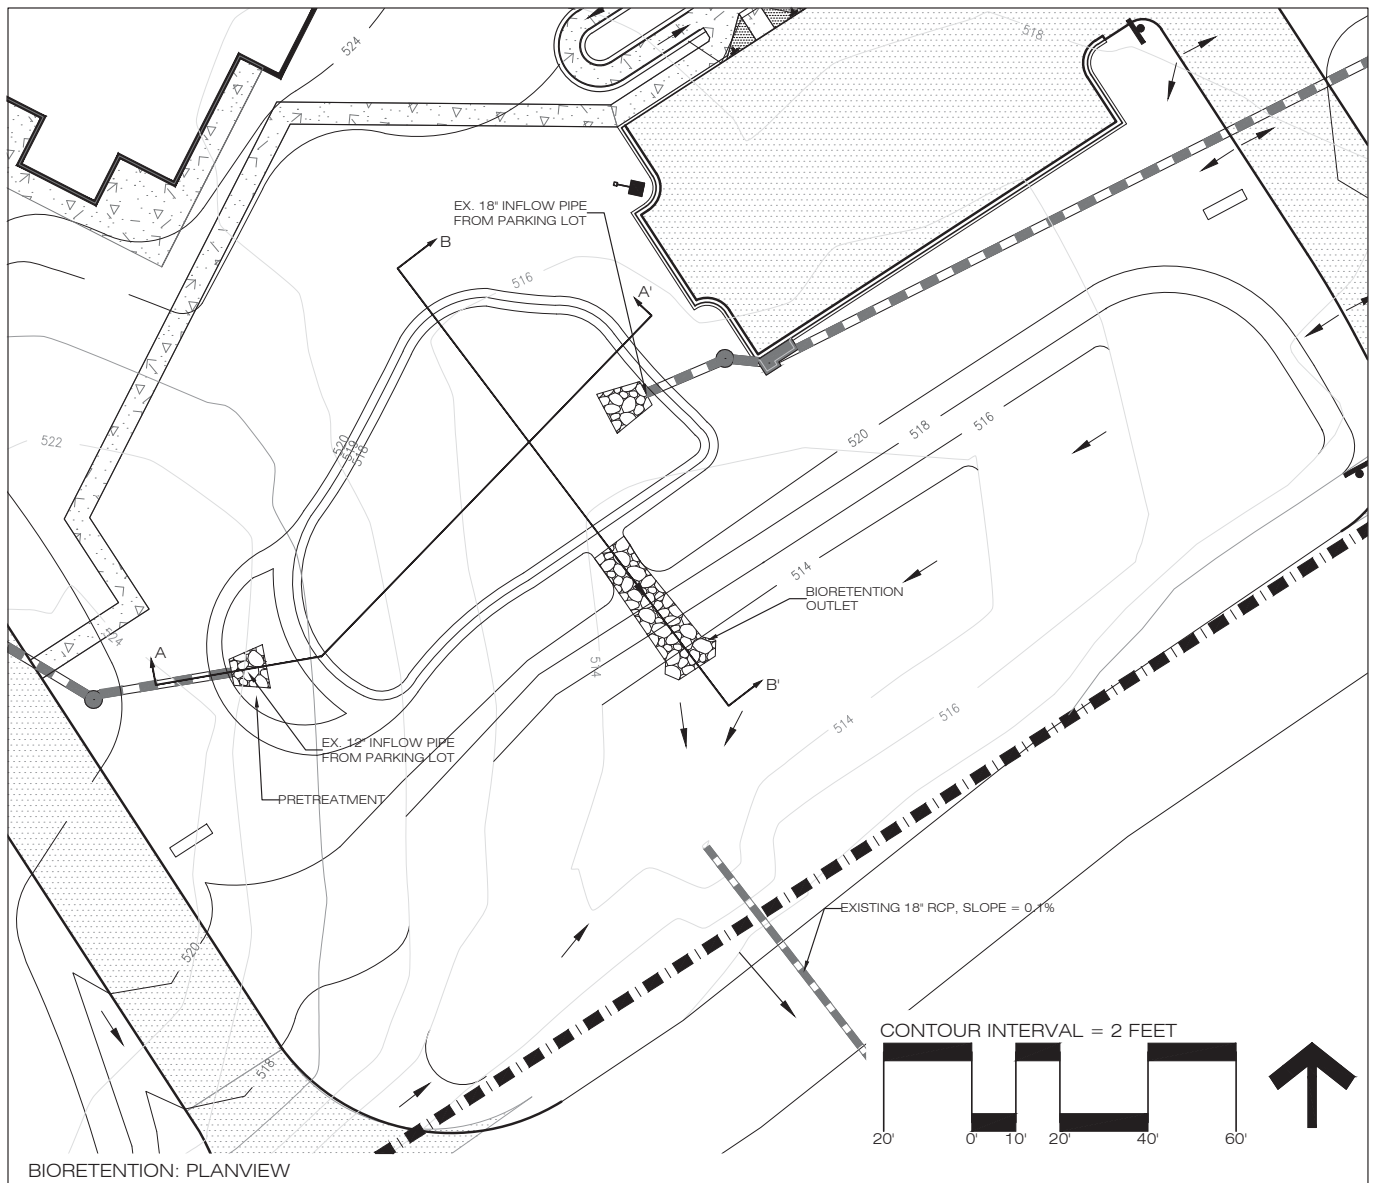 524
518
EX. 18" INFLOW PIPE
FROM PARKING LOT
B
516
A'
522
520
518
516
520
518
516
514
BIORETENTION
OUTLET
524
A
514
B'
514
516
EX. 12" INFLOW PIPE
FROM PARKING LOT
PRETREATMENT
EXISTING 18" RCP, SLOPE = 0.1%
520
518
CONTOUR INTERVAL = 2 FEET
20' 0' 10' 20' 40' 60'
BIORETENTION: PLANVIEW